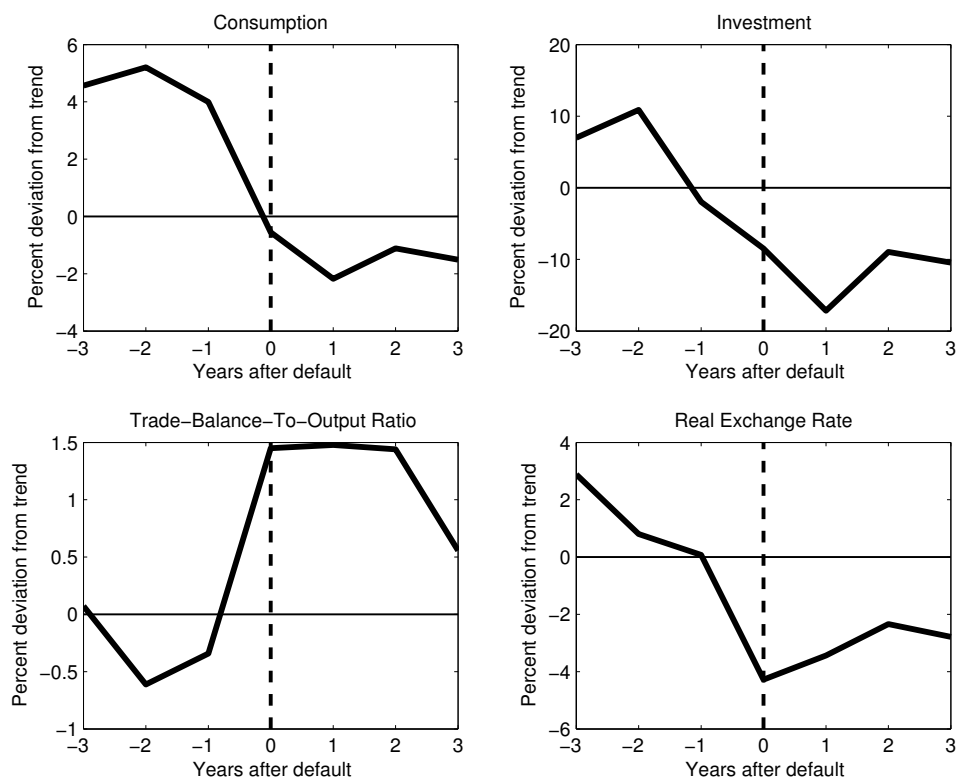 Consumption
6
4
2
0
−2
−4
Percent deviation from trend
−3 −2 −1 0 1 2 3
Years after default
Investment
20
10
0
−10
−20
Percent deviation from trend
−3 −2 −1 0 1 2 3
Years after default
Trade−Balance−To−Output Ratio
1.5
1
0.5
0
−0.5
−1
Percent deviation from trend
−3 −2 −1 0 1 2 3
Years after default
Real Exchange Rate
4
2
0
−2
−4
−6
Percent deviation from trend
−3 −2 −1 0 1 2 3
Years after default